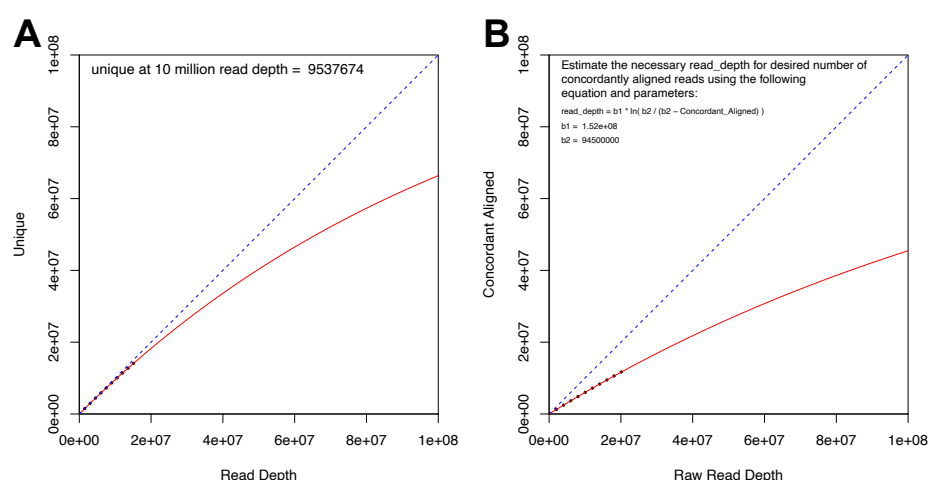 A
unique at 10 million read depth = 9537674
Unique
0e+00
2e+07
4e+07
6e+07
8e+07
1e+08
0e+00 2e+07 4e+07 6e+07 8e+07 1e+08
Read Depth
B
Estimate the necessary read_depth for desired number of
concordantly aligned reads using the following
equation and parameters:
read_depth = b1 * ln( b2 / (b2 − Concordant_Aligned) )
b1 = 1.52e+08
b2 = 94500000
Concordant Aligned
0e+00
2e+07
4e+07
6e+07
8e+07
1e+08
0e+00 2e+07 4e+07 6e+07 8e+07 1e+08
Raw Read Depth